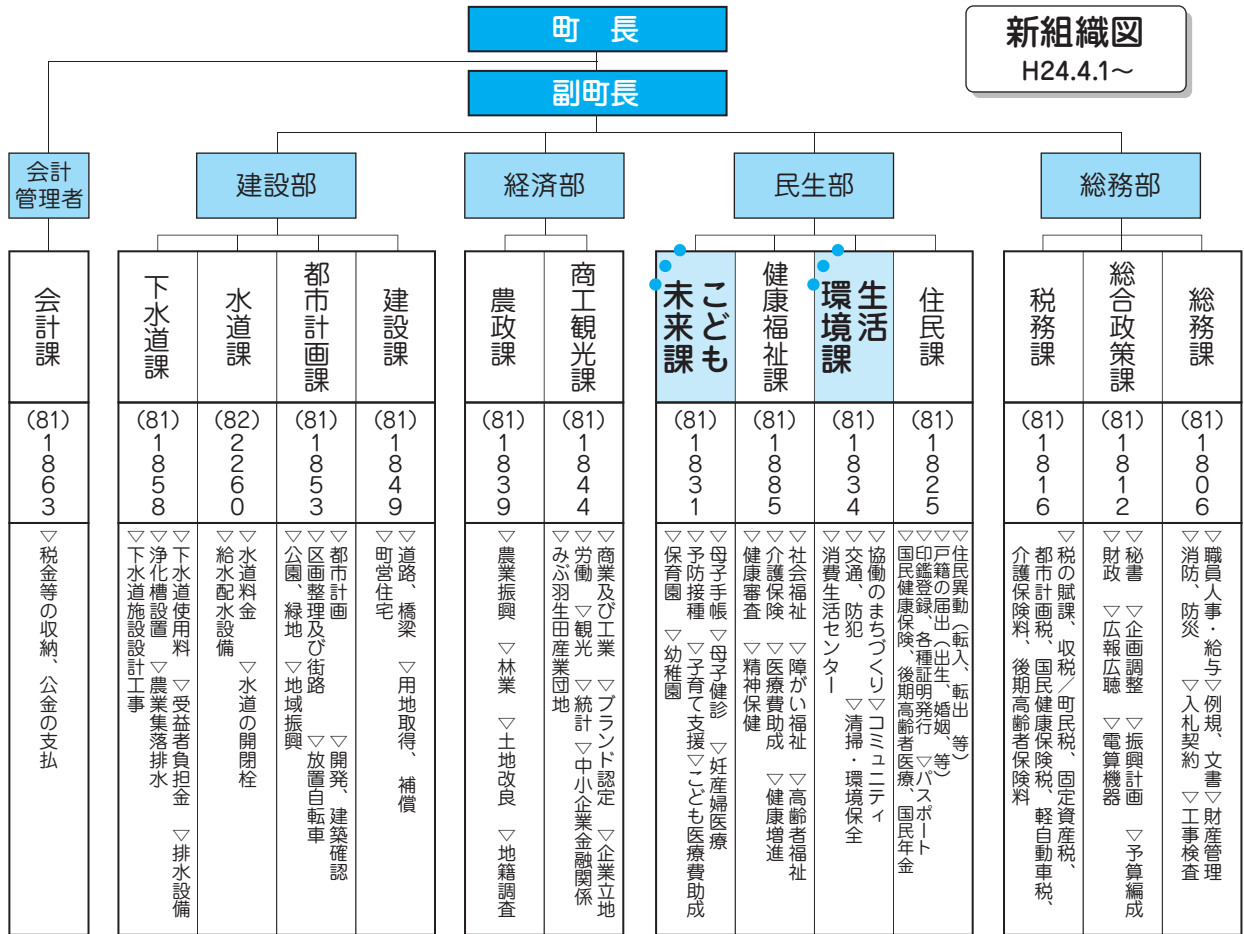 町長
副町長
新組織図
H24.4.1～
会計
管理者
建設部
経済部
民生部
総務部
総務課
総合政策課
税務課
住民課
生活
環境課
健康福祉課
こども
未来課
商工観光課
農政課
建設課
都市計画課
水道課
下水道課
会計課
(81)1806
(81)1812
(81)1816
(81)1825
(81)1834
(81)1885
(81)1831
(81)1844
(81)1839
(81)1849
(81)1853
(82)2260
(81)1858
(81)1863
▽職員人事・給与▽例規、文書▽財産管理
▽消防、防災　▽入札契約　▽工事検査
▽秘書　▽企画調整　▽振興計画　▽予算編成
▽財政　▽広報広聴　▽電算機器
▽税の賦課、収税／町民税、固定資産税、
都市計画税、国民健康保険税、軽自動車税、
介護保険料、後期高齢者保険料
▽住民異動（転入、転出　等）
▽戸籍の届出（出生、婚姻、等）
▽印鑑登録、各種証明発行　▽パスポート
▽国民健康保険、後期高齢者医療、国民年金
▽協働のまちづくり▽コミュニティ
▽交通、防犯　▽清掃・環境保全
▽消費生活センター
▽社会福祉　▽障がい福祉　▽高齢者福祉
▽介護保険　▽医療費助成　▽健康増進
▽健康審査　▽精神保健
▽母子手帳　▽母子健診　▽妊産婦医療
▽予防接種　▽子育て支援▽こども医療費助成
▽保育園　▽幼稚園
▽商業及び工業　▽ブランド認定　▽企業立地
▽労働　▽観光　▽統計　▽中小企業金融関係
▽みぶ羽生田産業団地
▽農業振興　▽林業　▽土地改良　▽地籍調査
▽道路、橋梁　▽用地取得、補償
▽町営住宅
▽都市計画　▽開発、建築確認
▽区画整理及び街路　▽放置自転車
▽公園、緑地　▽地域振興
▽水道料金　▽水道の開閉栓
▽給水配水設備
▽下水道使用料　▽受益者負担金　▽排水設備
▽浄化槽設置　▽農業集落排水
▽下水道施設設計工事
▽税金等の収納、公金の支払